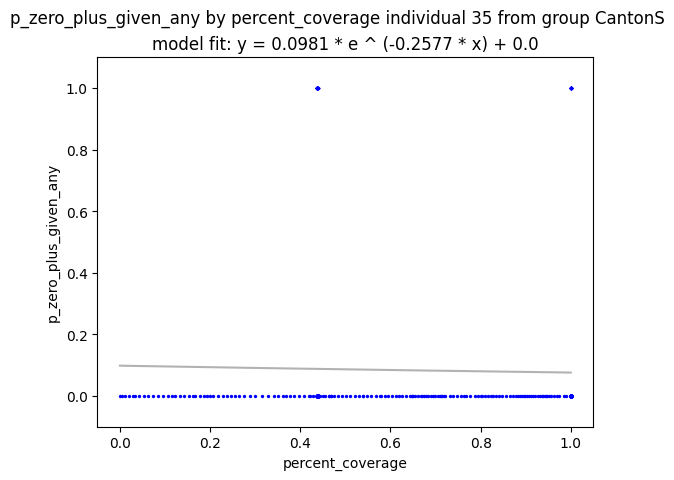 p_zero_plus_given_any by percent_coverage individual 35 from group CantonS
model fit: y = 0.0981 * e ^ (-0.2577 * x) + 0.0
1.0
0.8
0.6
0.4
0.2
0.0
p_zero_plus_given_any
0.0 0.2 0.4 0.6 0.8 1.0
percent_coverage